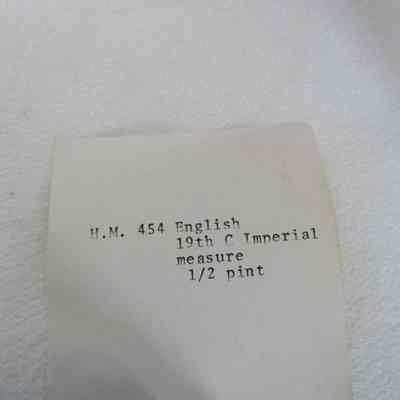 H.M. 454 English
19th C Imperial
measure
1/2 pint